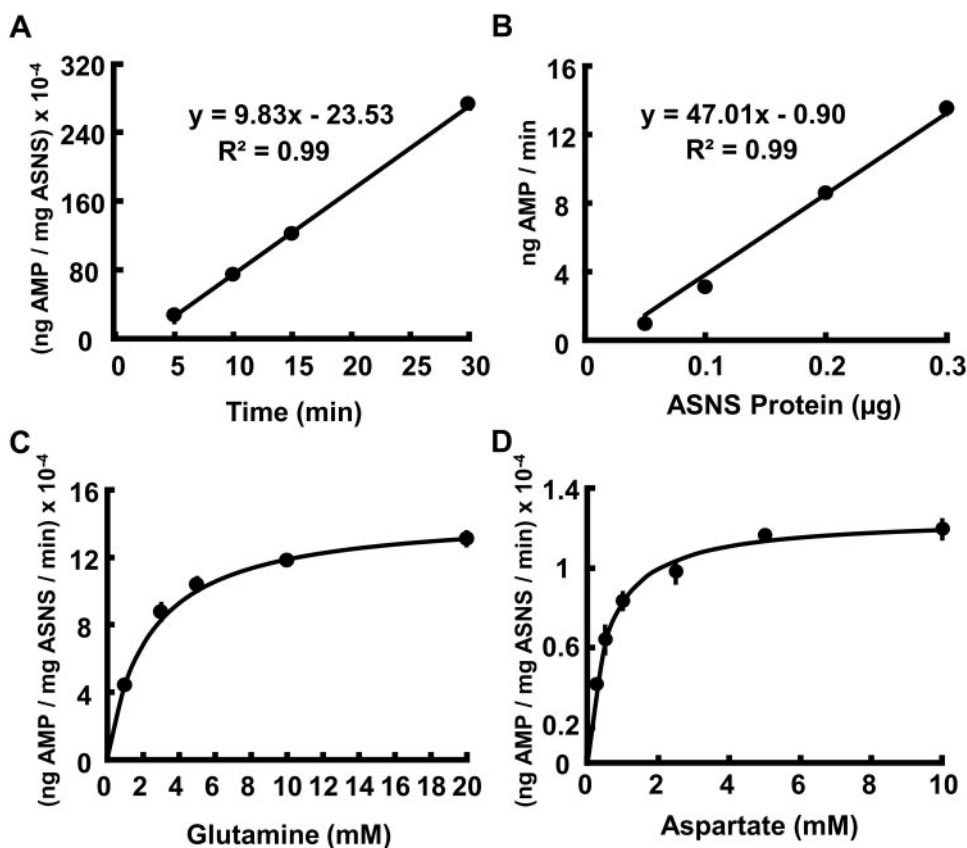 A
(ng AMP / mg ASNS) x 10⁻⁴
320
240
160
80
0
y = 9.83x - 23.53
R² = 0.99
0 5 10 15 20 25 30
Time (min)
B
ng AMP / min
16
12
8
4
0
y = 47.01x - 0.90
R² = 0.99
0 0.1 0.2 0.3
ASNS Protein (µg)
C
(ng AMP / mg ASNS / min) x 10⁻⁴
16
12
8
4
0
0 2 4 6 8 10 12 14 16 18 20
Glutamine (mM)
D
(ng AMP / mg ASNS / min) x 10⁻⁴
1.4
1
0.6
0.2
0
0 2 4 6 8 10
Aspartate (mM)